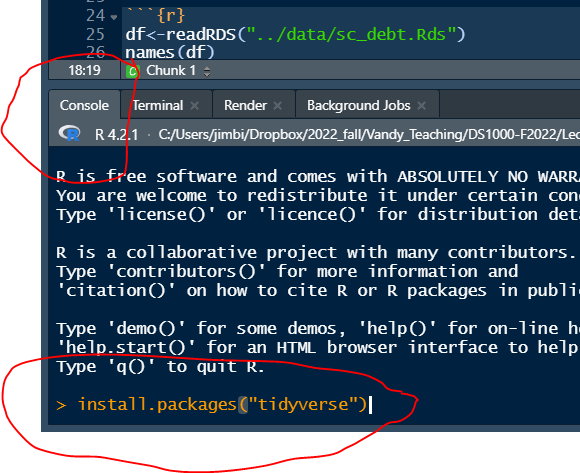 24 ```{r}
25 df<-readRDS("../data/sc_debt.Rds")
26 names(df)
18:19 Chunk 1
Console Terminal Render Background Jobs
R 4.2.1 · C:/Users/jimbi/Dropbox/2022_fall/Vandy_Teaching/DS1000-F2022/Lec
R is free software and comes with ABSOLUTELY NO WARRA
You are welcome to redistribute it under certain con
Type 'license()' or 'licence()' for distribution deta
R is a collaborative project with many contributors.
Type 'contributors()' for more information and
'citation()' on how to cite R or R packages in public
Type 'demo()' for some demos, 'help()' for on-line he
'help.start()' for an HTML browser interface to help
Type 'q()' to quit R.
> install.packages("tidyverse")